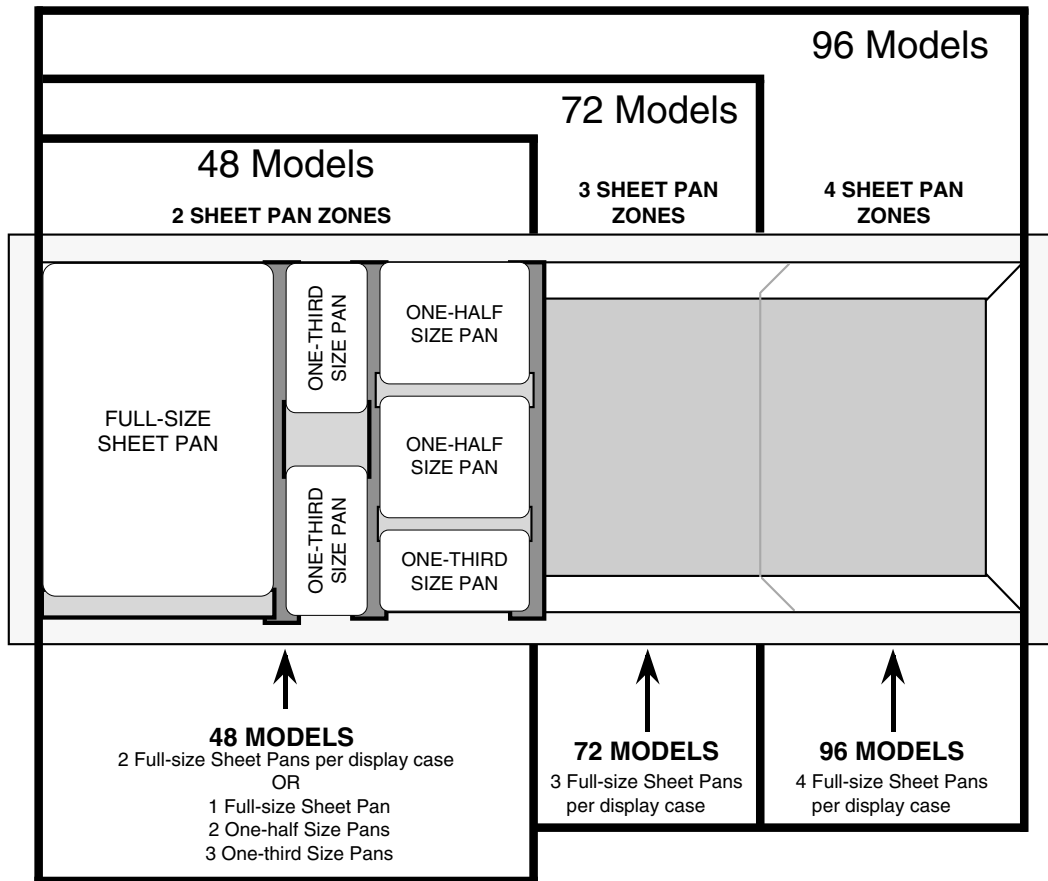 96 Models
72 Models
48 Models
2 SHEET PAN ZONES
3 SHEET PAN
ZONES
4 SHEET PAN
ZONES
FULL-SIZE
SHEET PAN
ONE-THIRD
SIZE PAN
ONE-THIRD
SIZE PAN
ONE-HALF
SIZE PAN
ONE-HALF
SIZE PAN
ONE-THIRD
SIZE PAN
48 MODELS
2 Full-size Sheet Pans per display case
OR
1 Full-size Sheet Pan
2 One-half Size Pans
3 One-third Size Pans
72 MODELS
3 Full-size Sheet Pans
per display case
96 MODELS
4 Full-size Sheet Pans
per display case